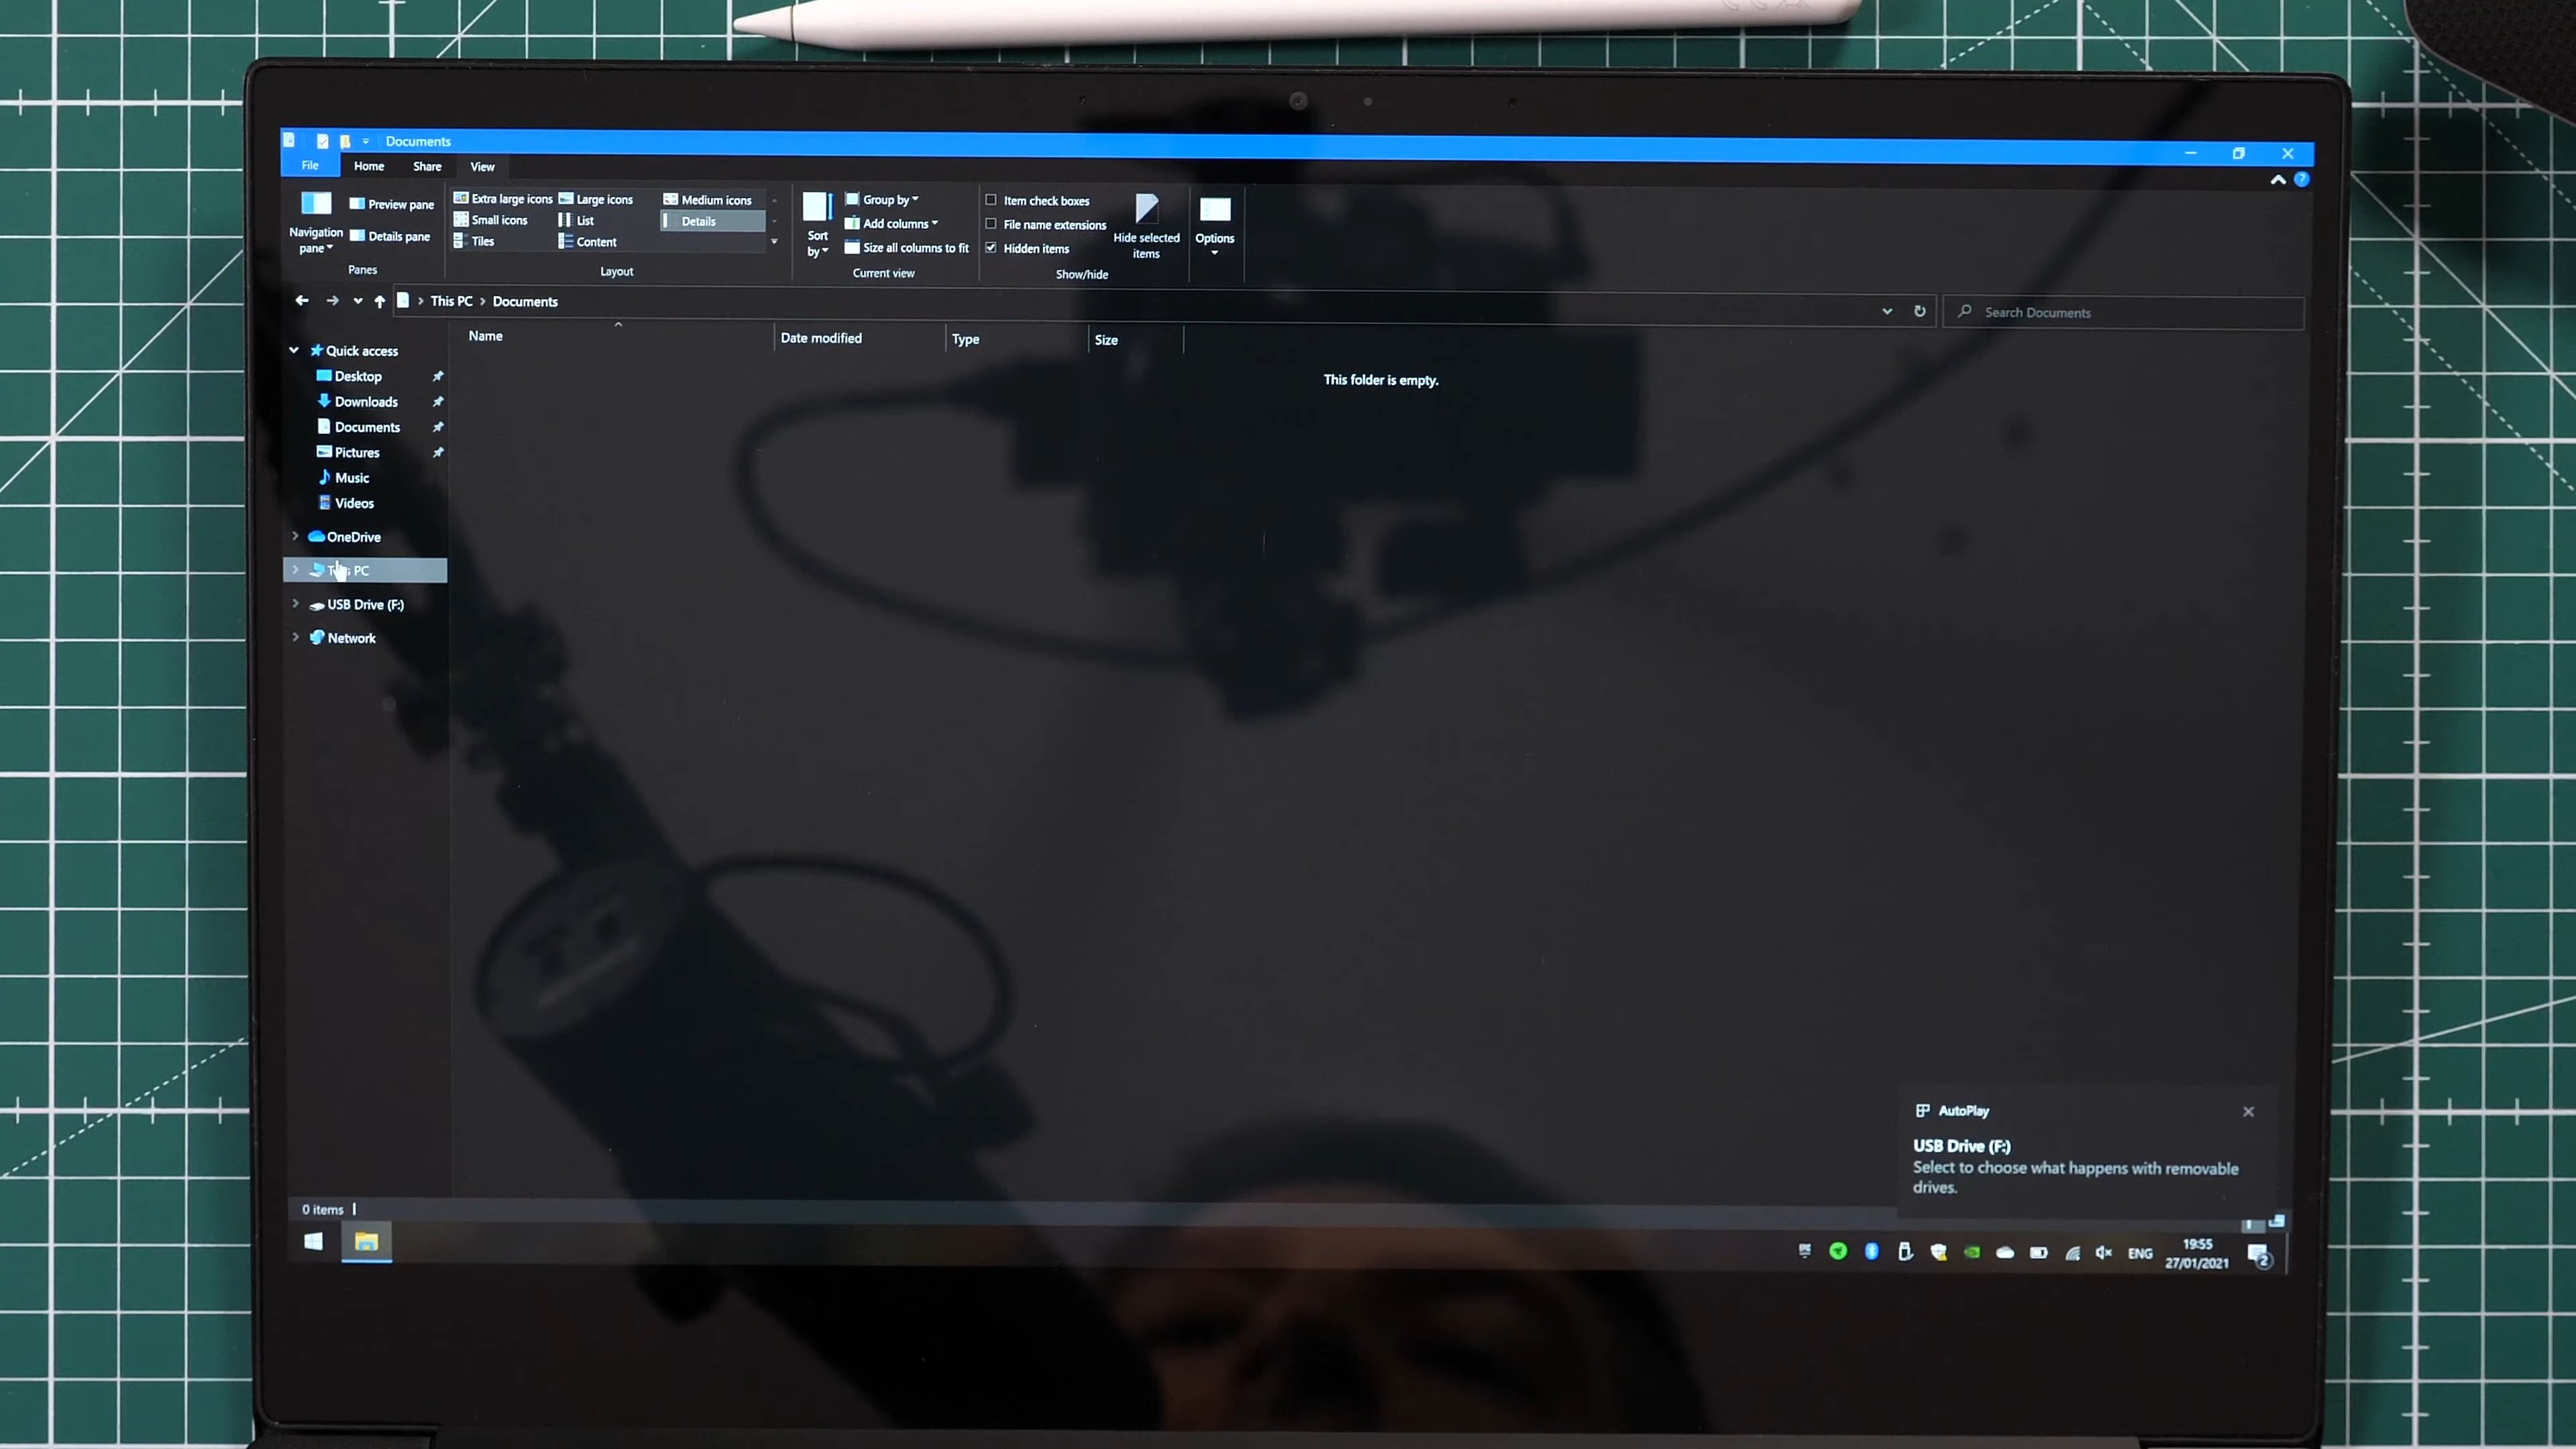 Documents
File Home Share View
Navigation pane
Preview pane
Details pane
Panes
Extra large icons Large icons Medium icons
Small icons List Details
Tiles Content
Layout
Sort by
Group by
Add columns
Size all columns to fit
Current view
Item check boxes
File name extensions
Hidden items
Hide selected items
Show/hide
Options
This PC > Documents
Search Documents
Name Date modified Type Size
This folder is empty.
Quick access
Desktop
Downloads
Documents
Pictures
Music
Videos
OneDrive
This PC
USB Drive (F:)
Network
AutoPlay
USB Drive (F:)
Select to choose what happens with removable
drives.
0 items
ENG
19:55
27/01/2021
2